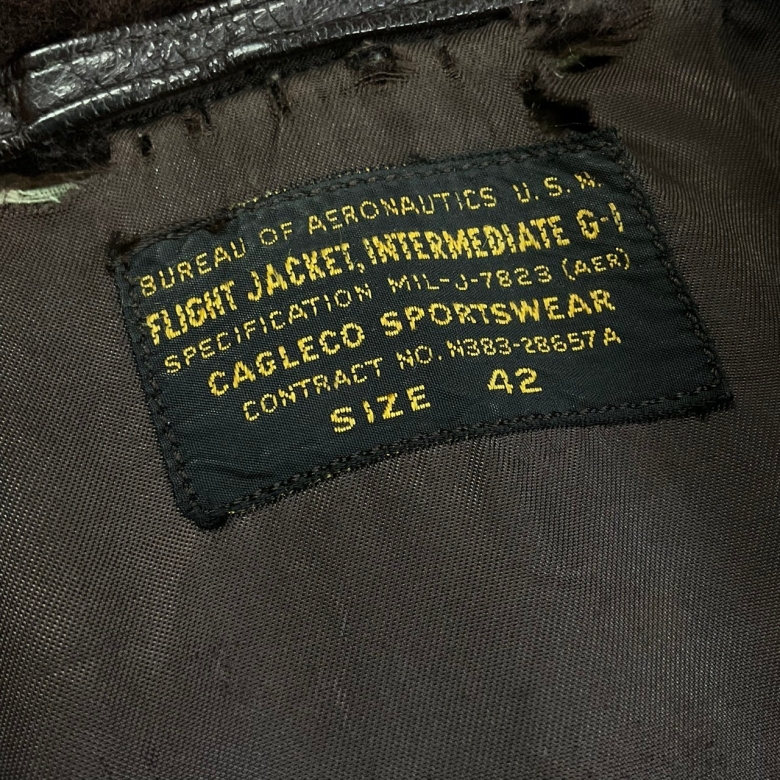 BUREAU OF AERONAUTICS U.S.N.
FLIGHT JACKET, INTERMEDIATE G-1
SPECIFICATION MIL-J-7823 (AER)
CAGLECO SPORTSWEAR
CONTRACT NO. N383-28657A
SIZE 42